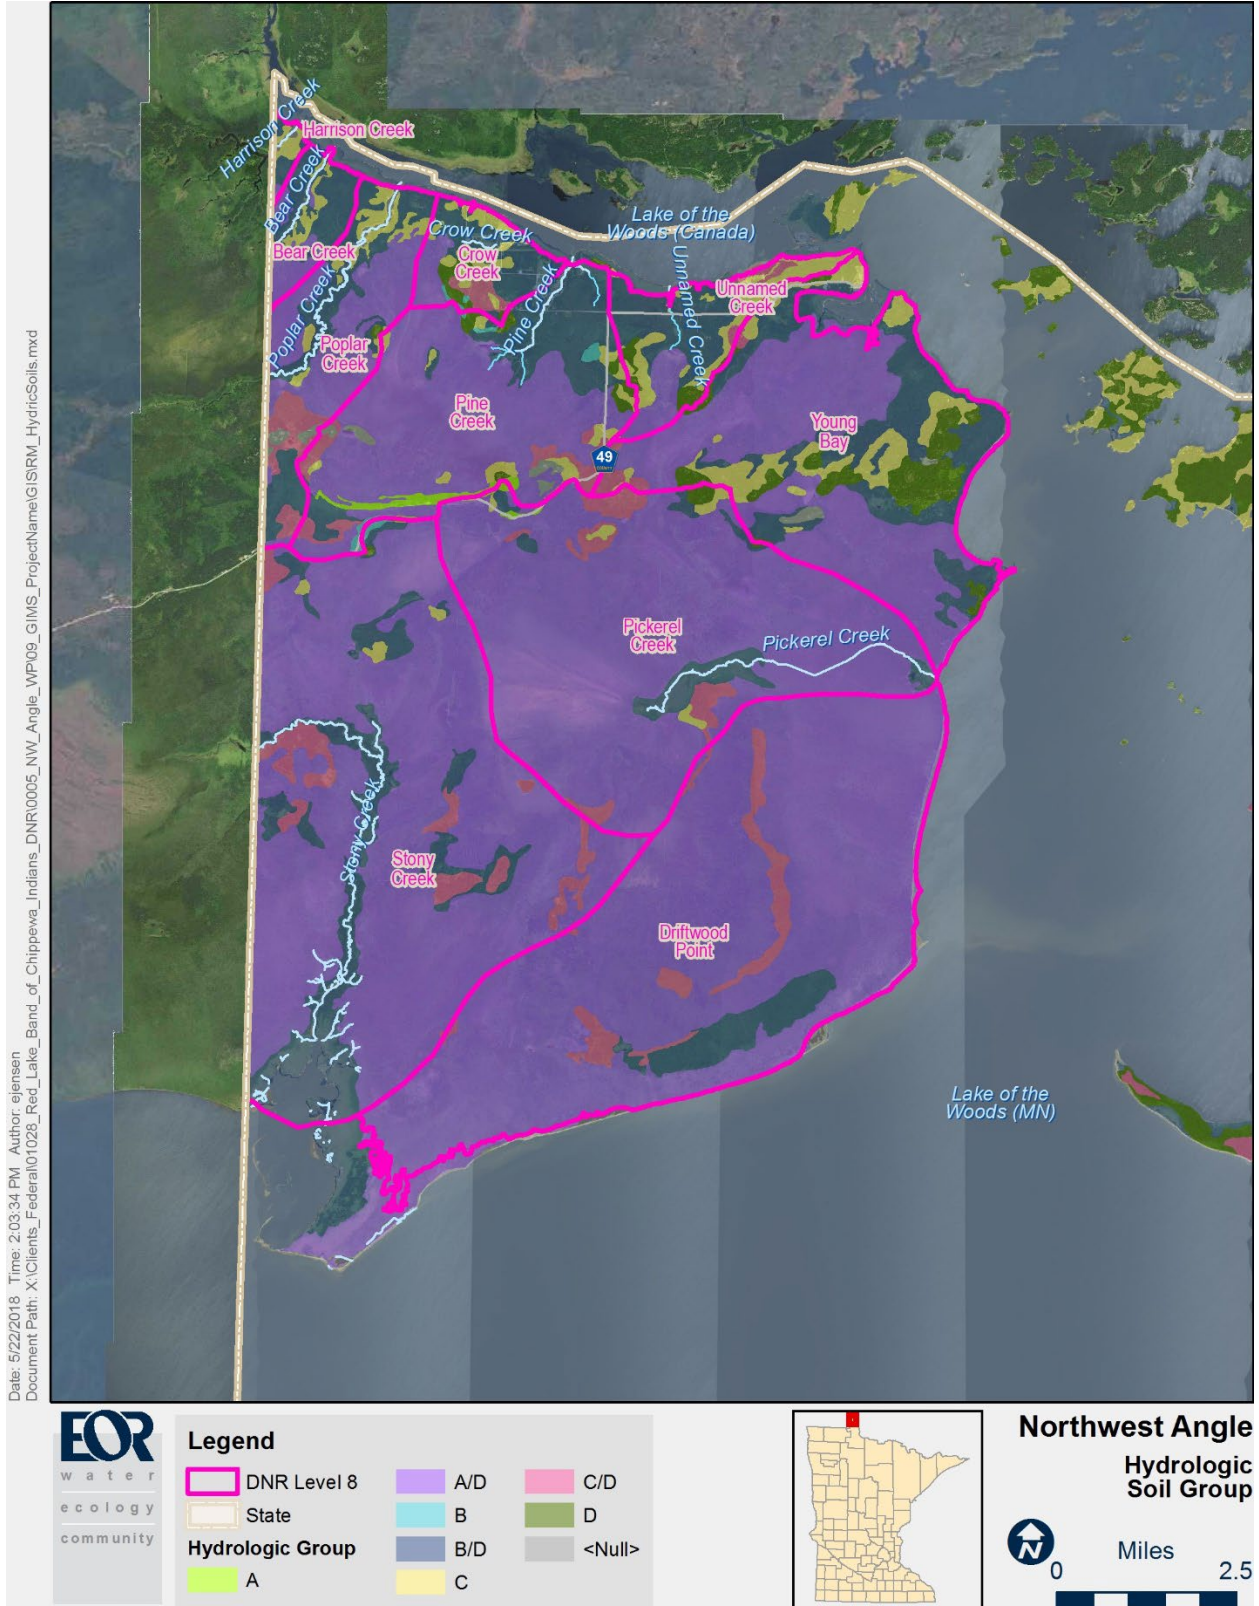 Harrison Creek
Harrison Creek
Bear Creek
Bear Creek
Crow Creek
Crow
Creek
Lake of the
Woods (Canada)
Unnamed
Creek
Unnamed Creek
Pine Creek
Poplar Creek
Poplar
Creek
Pine
Creek
Young
Bay
49
Pickerel
Creek
Pickerel Creek
Stony Creek
Stony
Creek
Driftwood
Point
Lake of the
Woods (MN)
Date: 5/22/2018 Time: 2:03:34 PM Author: ejensen
Document Path: X:\Clients_Federal\01028_Red_Lake_Band_of_Chippewa_Indians_DNR\0005_NW_Angle_WP\09_GIMS_ProjectName\GIS\RM_HydricSoils.mxd
EOR
water
ecology
community
Legend
DNR Level 8
State
Hydrologic Group
A
A/D
B
B/D
C
C/D
D
<Null>
Northwest Angle
Hydrologic
Soil Group
N
Miles
0 2.5